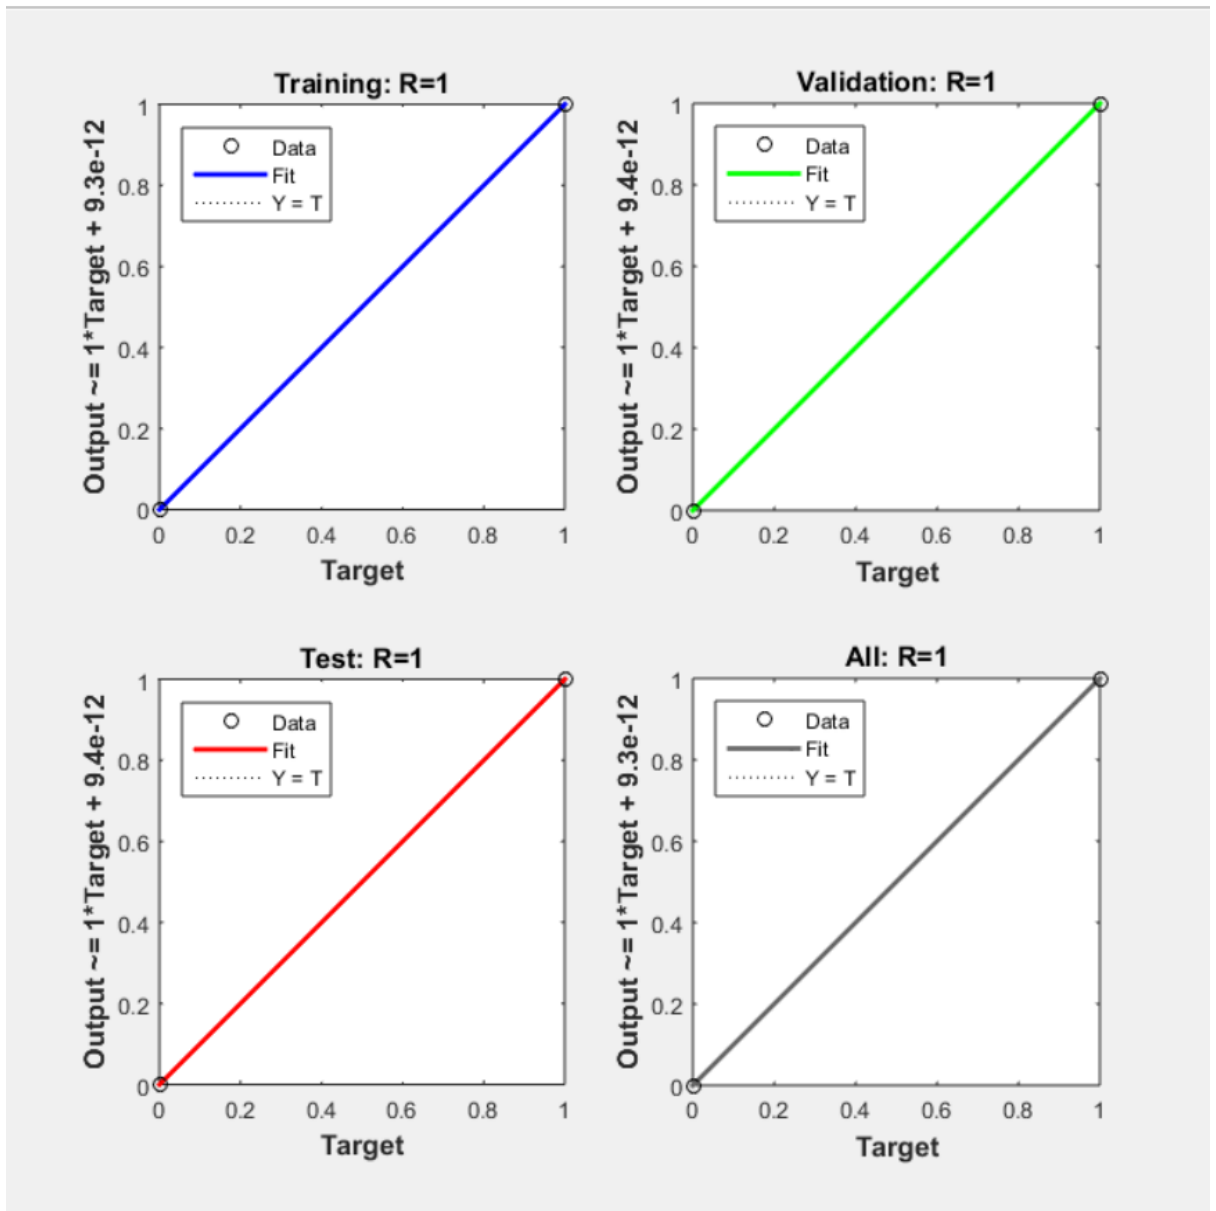 Training: R=1
Output ~= 1*Target + 9.3e-12
1
0.8
0.6
0.4
0.2
0
Data
Fit
Y = T
0 0.2 0.4 0.6 0.8 1
Target
Validation: R=1
Output ~= 1*Target + 9.4e-12
1
0.8
0.6
0.4
0.2
0
Data
Fit
Y = T
0 0.2 0.4 0.6 0.8 1
Target
Test: R=1
Output ~= 1*Target + 9.4e-12
1
0.8
0.6
0.4
0.2
0
Data
Fit
Y = T
0 0.2 0.4 0.6 0.8 1
Target
All: R=1
Output ~= 1*Target + 9.3e-12
1
0.8
0.6
0.4
0.2
0
Data
Fit
Y = T
0 0.2 0.4 0.6 0.8 1
Target